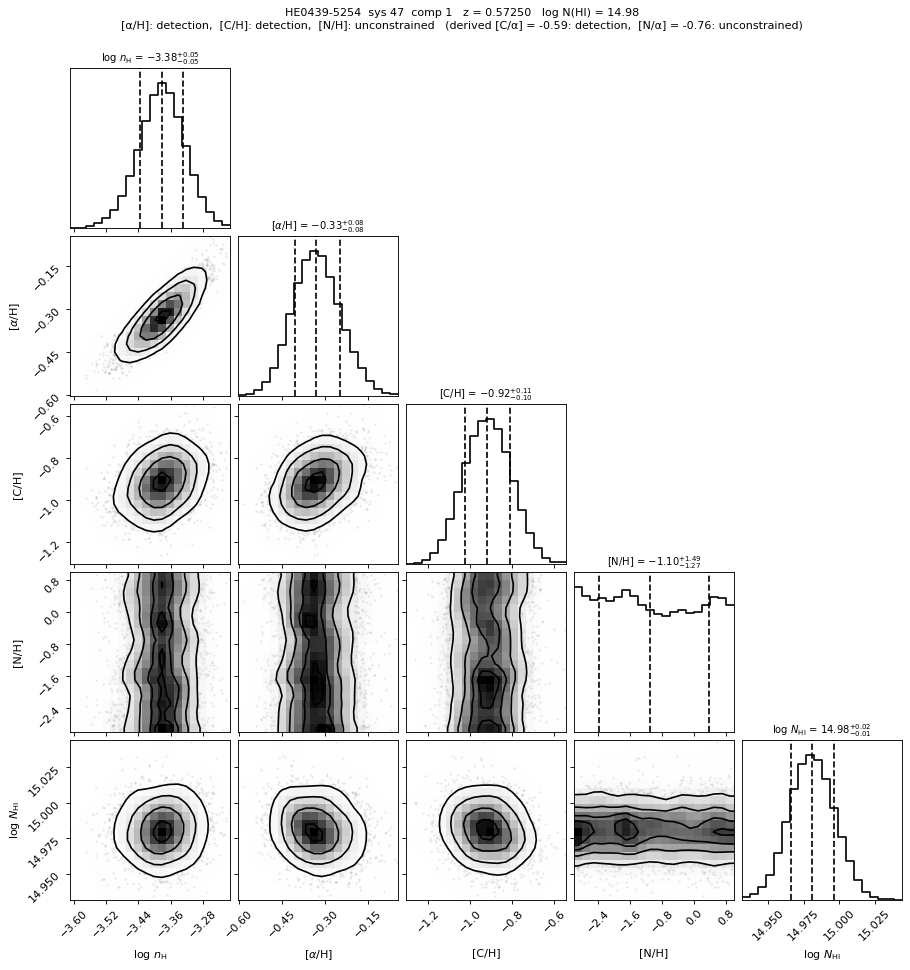 HE0439-5254  sys 47  comp 1   z = 0.57250   log N(HI) = 14.98
[α/H]: detection,  [C/H]: detection,  [N/H]: unconstrained   (derived [C/α] = -0.59: detection,  [N/α] = -0.76: unconstrained)
log n_H = −3.38 +0.05 −0.05
[α/H] = −0.33 +0.08 −0.08
−0.15
−0.30
−0.45
−0.60
[α/H]
[C/H] = −0.92 +0.11 −0.10
−0.6
−0.8
−1.0
−1.2
[C/H]
[N/H] = −1.10 +1.49 −1.27
0.8
0.0
−0.8
−1.6
−2.4
[N/H]
log N_HI = 14.98 +0.02 −0.01
15.025
15.000
14.975
14.950
log N_HI
−3.60 −3.52 −3.44 −3.36 −3.28
−0.60 −0.45 −0.30 −0.15
−1.2 −1.0 −0.8 −0.6
−2.4 −1.6 −0.8 0.0 0.8
14.950 14.975 15.000 15.025
log n_H
[α/H]
[C/H]
[N/H]
log N_HI